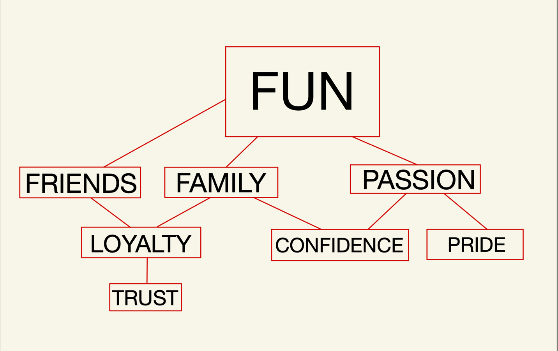 FUN
FRIENDS
FAMILY
PASSION
LOYALTY
CONFIDENCE
PRIDE
TRUST